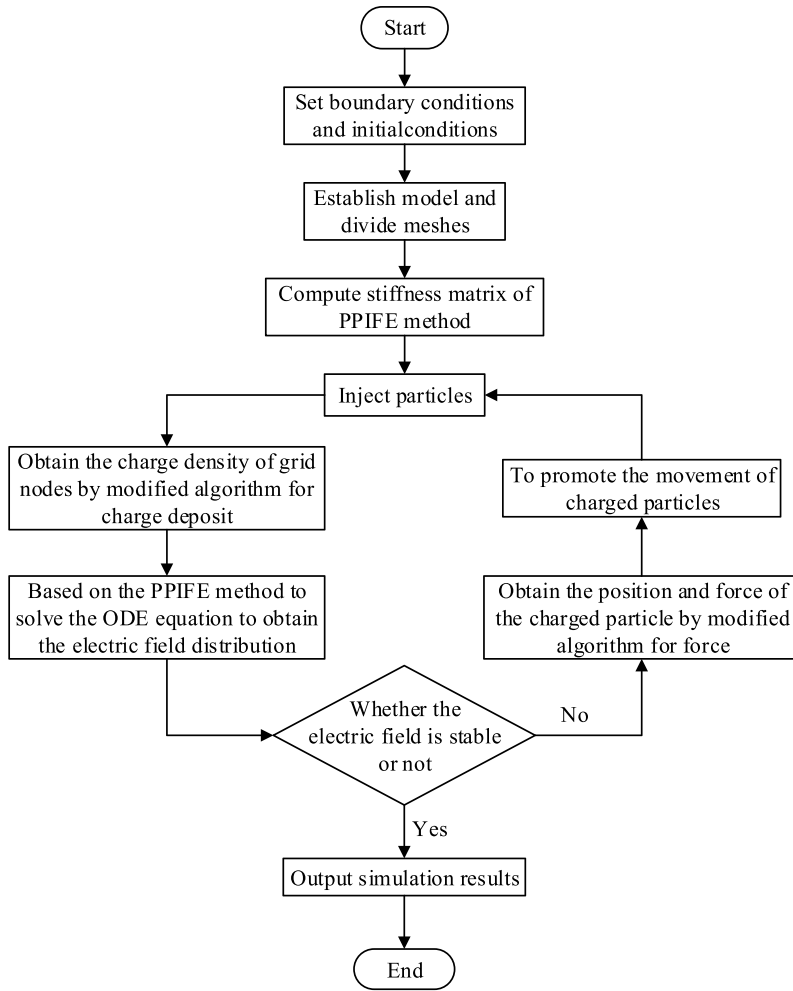 Start
Set boundary conditions
and initialconditions
Establish model and
divide meshes
Compute stiffness matrix of
PPIFE method
Inject particles
Obtain the charge density of grid
nodes by modified algorithm for
charge deposit
Based on the PPIFE method to
solve the ODE equation to obtain
the electric field distribution
To promote the movement of
charged particles
Obtain the position and force of
the charged particle by modified
algorithm for force
Whether the
electric field is stable
or not
No
Yes
Output simulation results
End